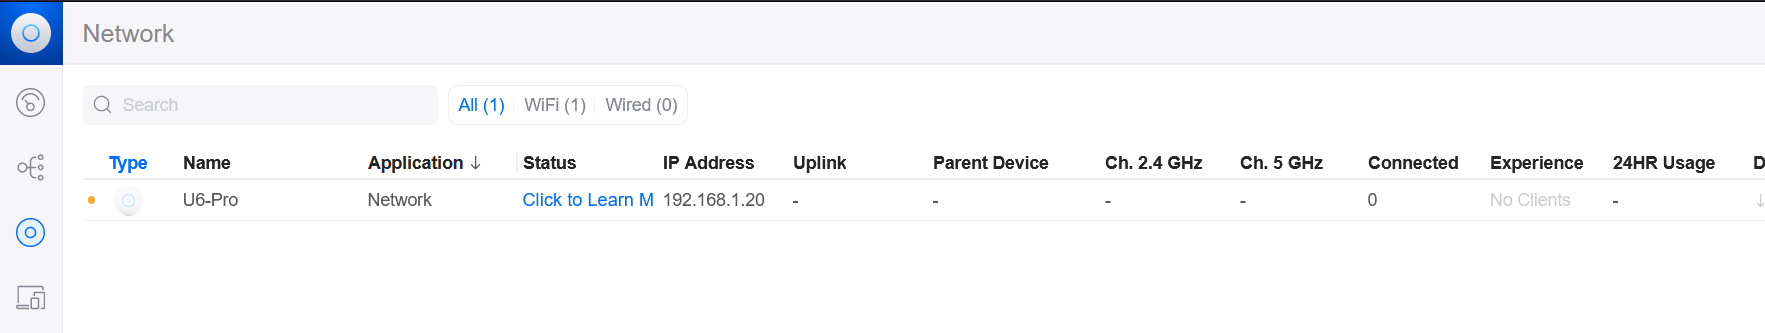 Network
Search
All (1) WiFi (1) Wired (0)
Type Name Application ↓ Status IP Address Uplink Parent Device Ch. 2.4 GHz Ch. 5 GHz Connected Experience 24HR Usage D
U6-Pro Network Click to Learn M 192.168.1.20 - - - - 0 No Clients - ↓